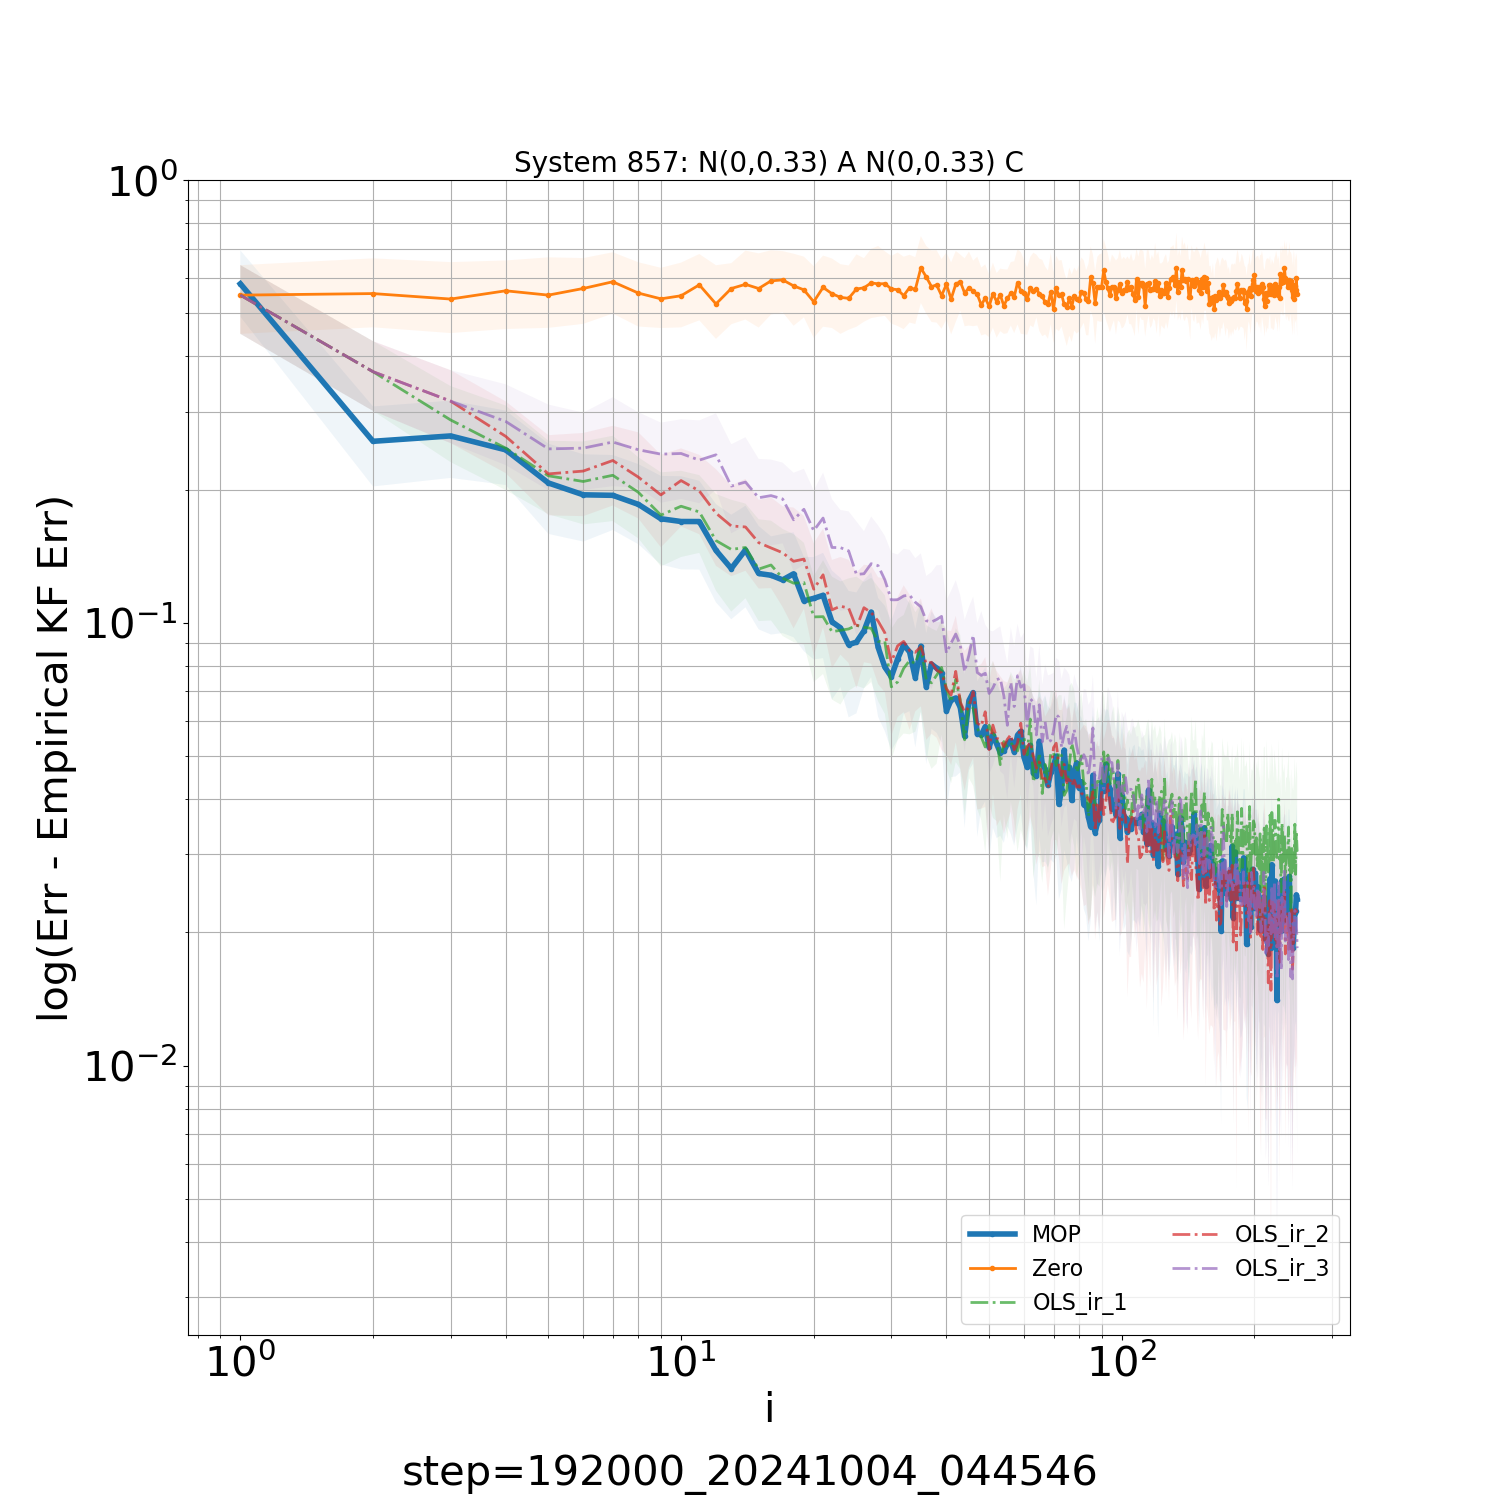 System 857: N(0,0.33) A N(0,0.33) C
log(Err - Empirical KF Err)
10^0
10^-1
10^-2
10^0
10^1
10^2
MOP
Zero
OLS_ir_1
OLS_ir_2
OLS_ir_3
i
step=192000_20241004_044546